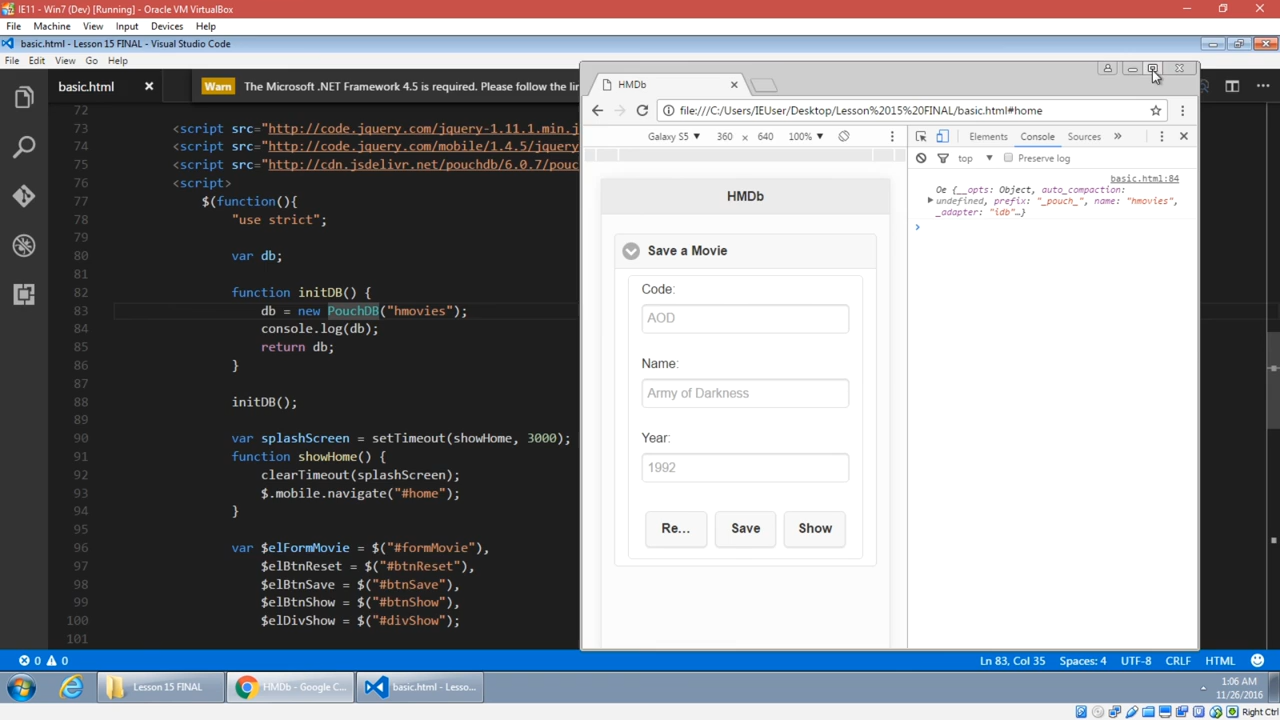 IE11 - Win7 (Dev) [Running] - Oracle VM VirtualBox
File Machine View Input Devices Help
basic.html - Lesson 15 FINAL - Visual Studio Code
File Edit View Go Help
basic.html
Warn The Microsoft .NET Framework 4.5 is required. Please follow the lin
72
73 <script src="http://code.jquery.com/jquery-1.11.1.min.j
74 <script src="http://code.jquery.com/mobile/1.4.5/jquery
75 <script src="http://cdn.jsdelivr.net/pouchdb/6.0.7/pouc
76 <script>
77 $(function(){
78 "use strict";
79
80 var db;
81
82 function initDB() {
83 db = new PouchDB("hmovies");
84 console.log(db);
85 return db;
86 }
87
88 initDB();
89
90 var splashScreen = setTimeout(showHome, 3000);
91 function showHome() {
92 clearTimeout(splashScreen);
93 $.mobile.navigate("#home");
94 }
95
96 var $elFormMovie = $("#formMovie"),
97 $elBtnReset = $("#btnReset"),
98 $elBtnSave = $("#btnSave"),
99 $elBtnShow = $("#btnShow"),
100 $elDivShow = $("#divShow");
101
HMDb
file:///C:/Users/IEUser/Desktop/Lesson%2015%20FINAL/basic.html#home
Galaxy S5 360 × 640 100%
Elements Console Sources »
top Preserve log
basic.html:84
Oe {__opts: Object, auto_compaction:
undefined, prefix: "_pouch_", name: "hmovies",
_adapter: "idb"…}
HMDb
Save a Movie
Code:
AOD
Name:
Army of Darkness
Year:
1992
Re... Save Show
0 0 Ln 83, Col 35 Spaces: 4 UTF-8 CRLF HTML
Lesson 15 FINAL HMDb - Google C... basic.html - Lesso...
1:06 AM
11/26/2016
Right Ctrl